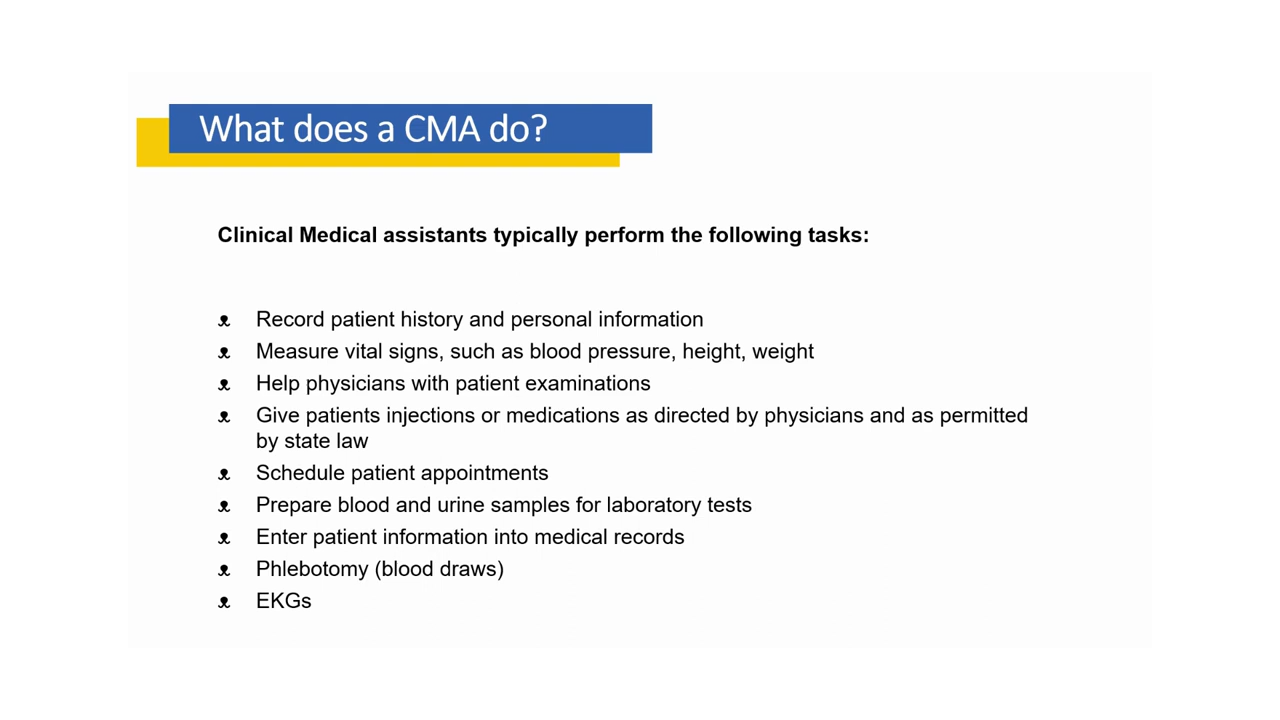 What does a CMA do?
Clinical Medical assistants typically perform the following tasks:
Record patient history and personal information
Measure vital signs, such as blood pressure, height, weight
Help physicians with patient examinations
Give patients injections or medications as directed by physicians and as permitted
by state law
Schedule patient appointments
Prepare blood and urine samples for laboratory tests
Enter patient information into medical records
Phlebotomy (blood draws)
EKGs